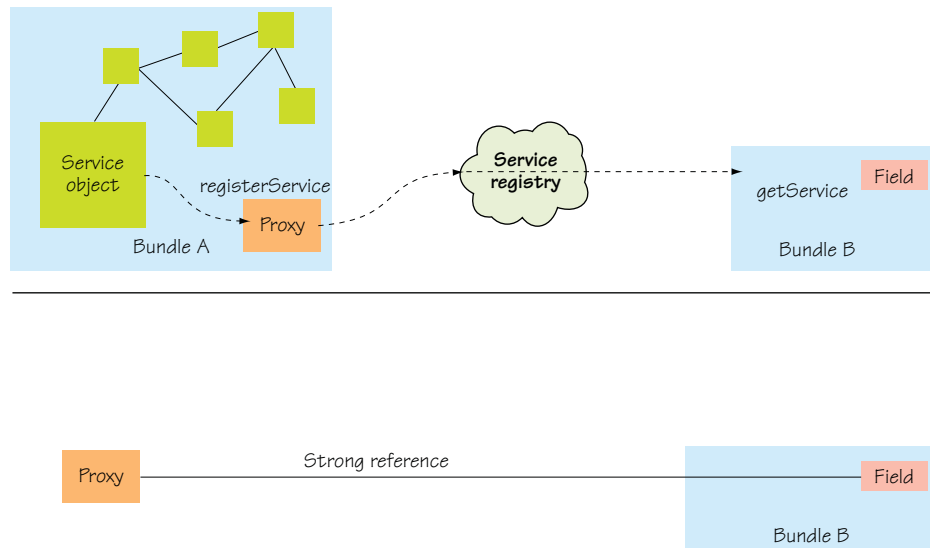 Service
object
registerService
Proxy
Bundle A
Service
registry
getService
Field
Bundle B
Strong reference
Proxy
Field
Bundle B